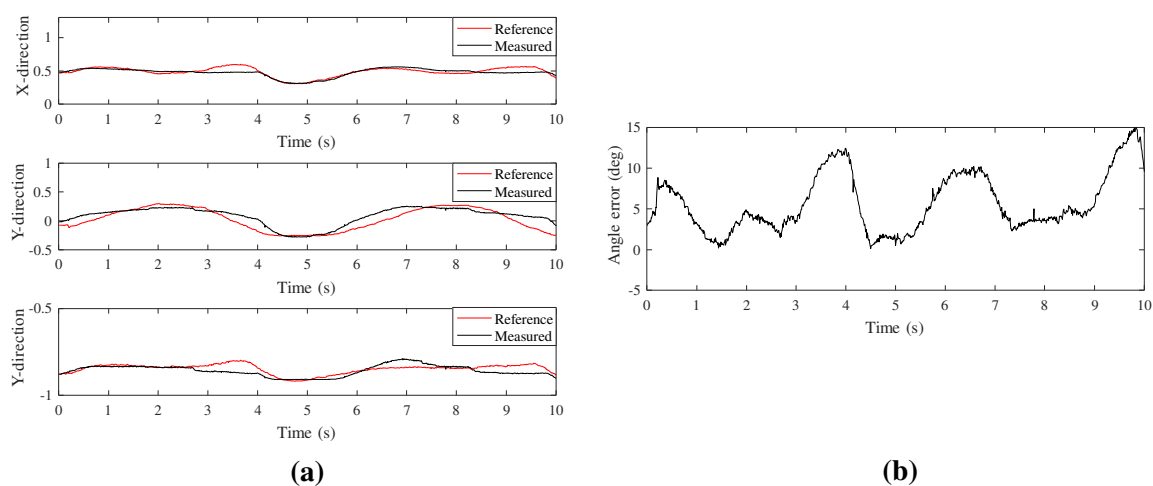 X-direction
1
0.5
0
Reference
Measured
0 1 2 3 4 5 6 7 8 9 10
Time (s)
Y-direction
1
0.5
0
-0.5
Reference
Measured
0 1 2 3 4 5 6 7 8 9 10
Time (s)
Y-direction
-0.5
-1
Reference
Measured
0 1 2 3 4 5 6 7 8 9 10
Time (s)
(a)
Angle error (deg)
15
10
5
0
-5
0 1 2 3 4 5 6 7 8 9 10
Time (s)
(b)